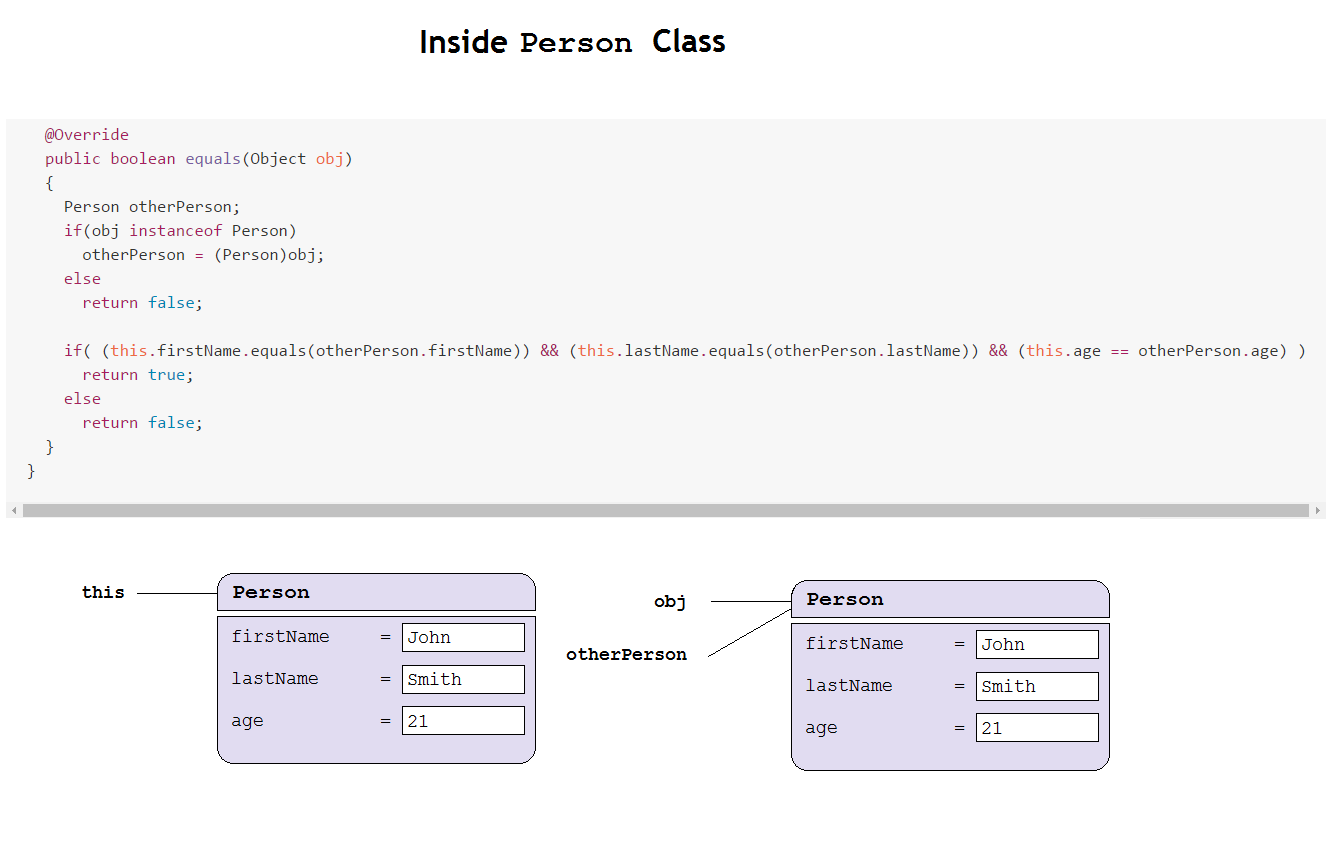 Inside Person Class
@Override
public boolean equals(Object obj)
{
Person otherPerson;
if(obj instanceof Person)
otherPerson = (Person)obj;
else
return false;
if( (this.firstName.equals(otherPerson.firstName)) && (this.lastName.equals(otherPerson.lastName)) && (this.age == otherPerson.age) )
return true;
else
return false;
}
}
this
Person
firstName = John
lastName = Smith
age = 21
obj
otherPerson
Person
firstName = John
lastName = Smith
age = 21